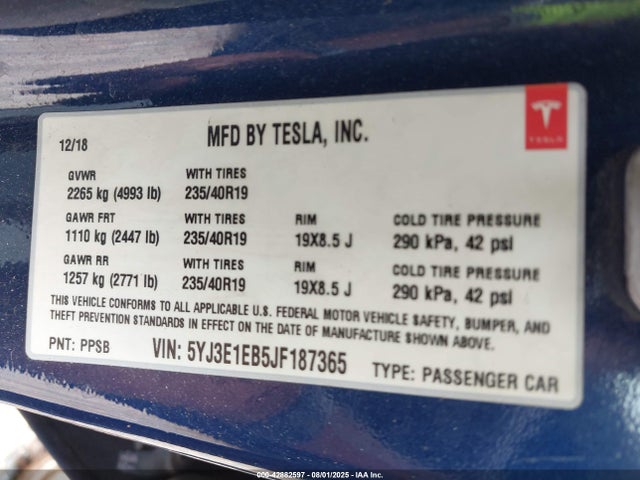 12/18 MFD BY TESLA, INC. TESLA
GVWR WITH TIRES
2265 kg (4993 lb) 235/40R19
GAWR FRT WITH TIRES RIM COLD TIRE PRESSURE
1110 kg (2447 lb) 235/40R19 19X8.5 J 290 kPa, 42 psi
GAWR RR WITH TIRES RIM COLD TIRE PRESSURE
1257 kg (2771 lb) 235/40R19 19X8.5 J 290 kPa, 42 psi
THIS VEHICLE CONFORMS TO ALL APPLICABLE U.S. FEDERAL MOTOR VEHICLE SAFETY, BUMPER, AND
THEFT PREVENTION STANDARDS IN EFFECT ON THE DATE OF MANUFACTURE SHOWN ABOVE.
PNT: PPSB VIN: 5YJ3E1EB5JF187365 TYPE: PASSENGER CAR
000-42882597 - 08/01/2025 - IAA Inc.